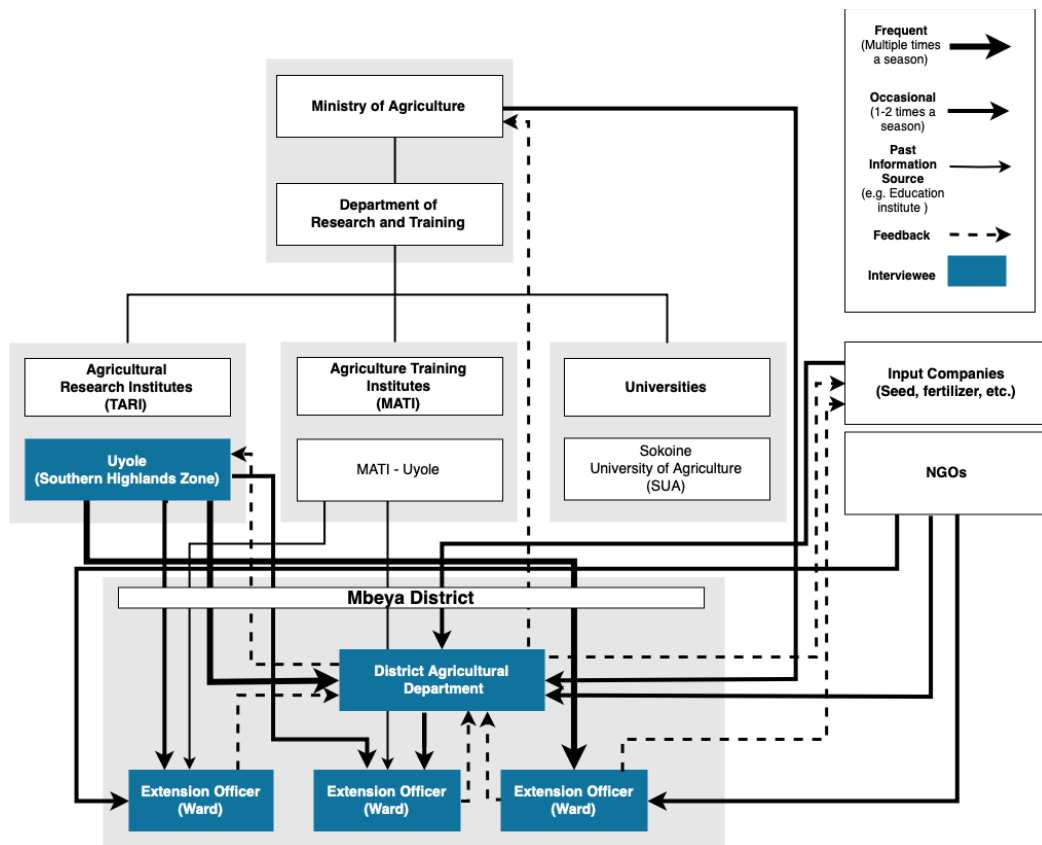 Frequent
(Multiple times
a season)
Occasional
(1-2 times a
season)
Past
Information
Source
(e.g. Education
institute )
Feedback
Interviewee
Ministry of Agriculture
Department of
Research and Training
Agricultural
Research Institutes
(TARI)
Agriculture Training
Institutes
(MATI)
Universities
Input Companies
(Seed, fertilizer, etc.)
Uyole
(Southern Highlands Zone)
MATI - Uyole
Sokoine
University of Agriculture
(SUA)
NGOs
Mbeya District
District Agricultural
Department
Extension Officer
(Ward)
Extension Officer
(Ward)
Extension Officer
(Ward)